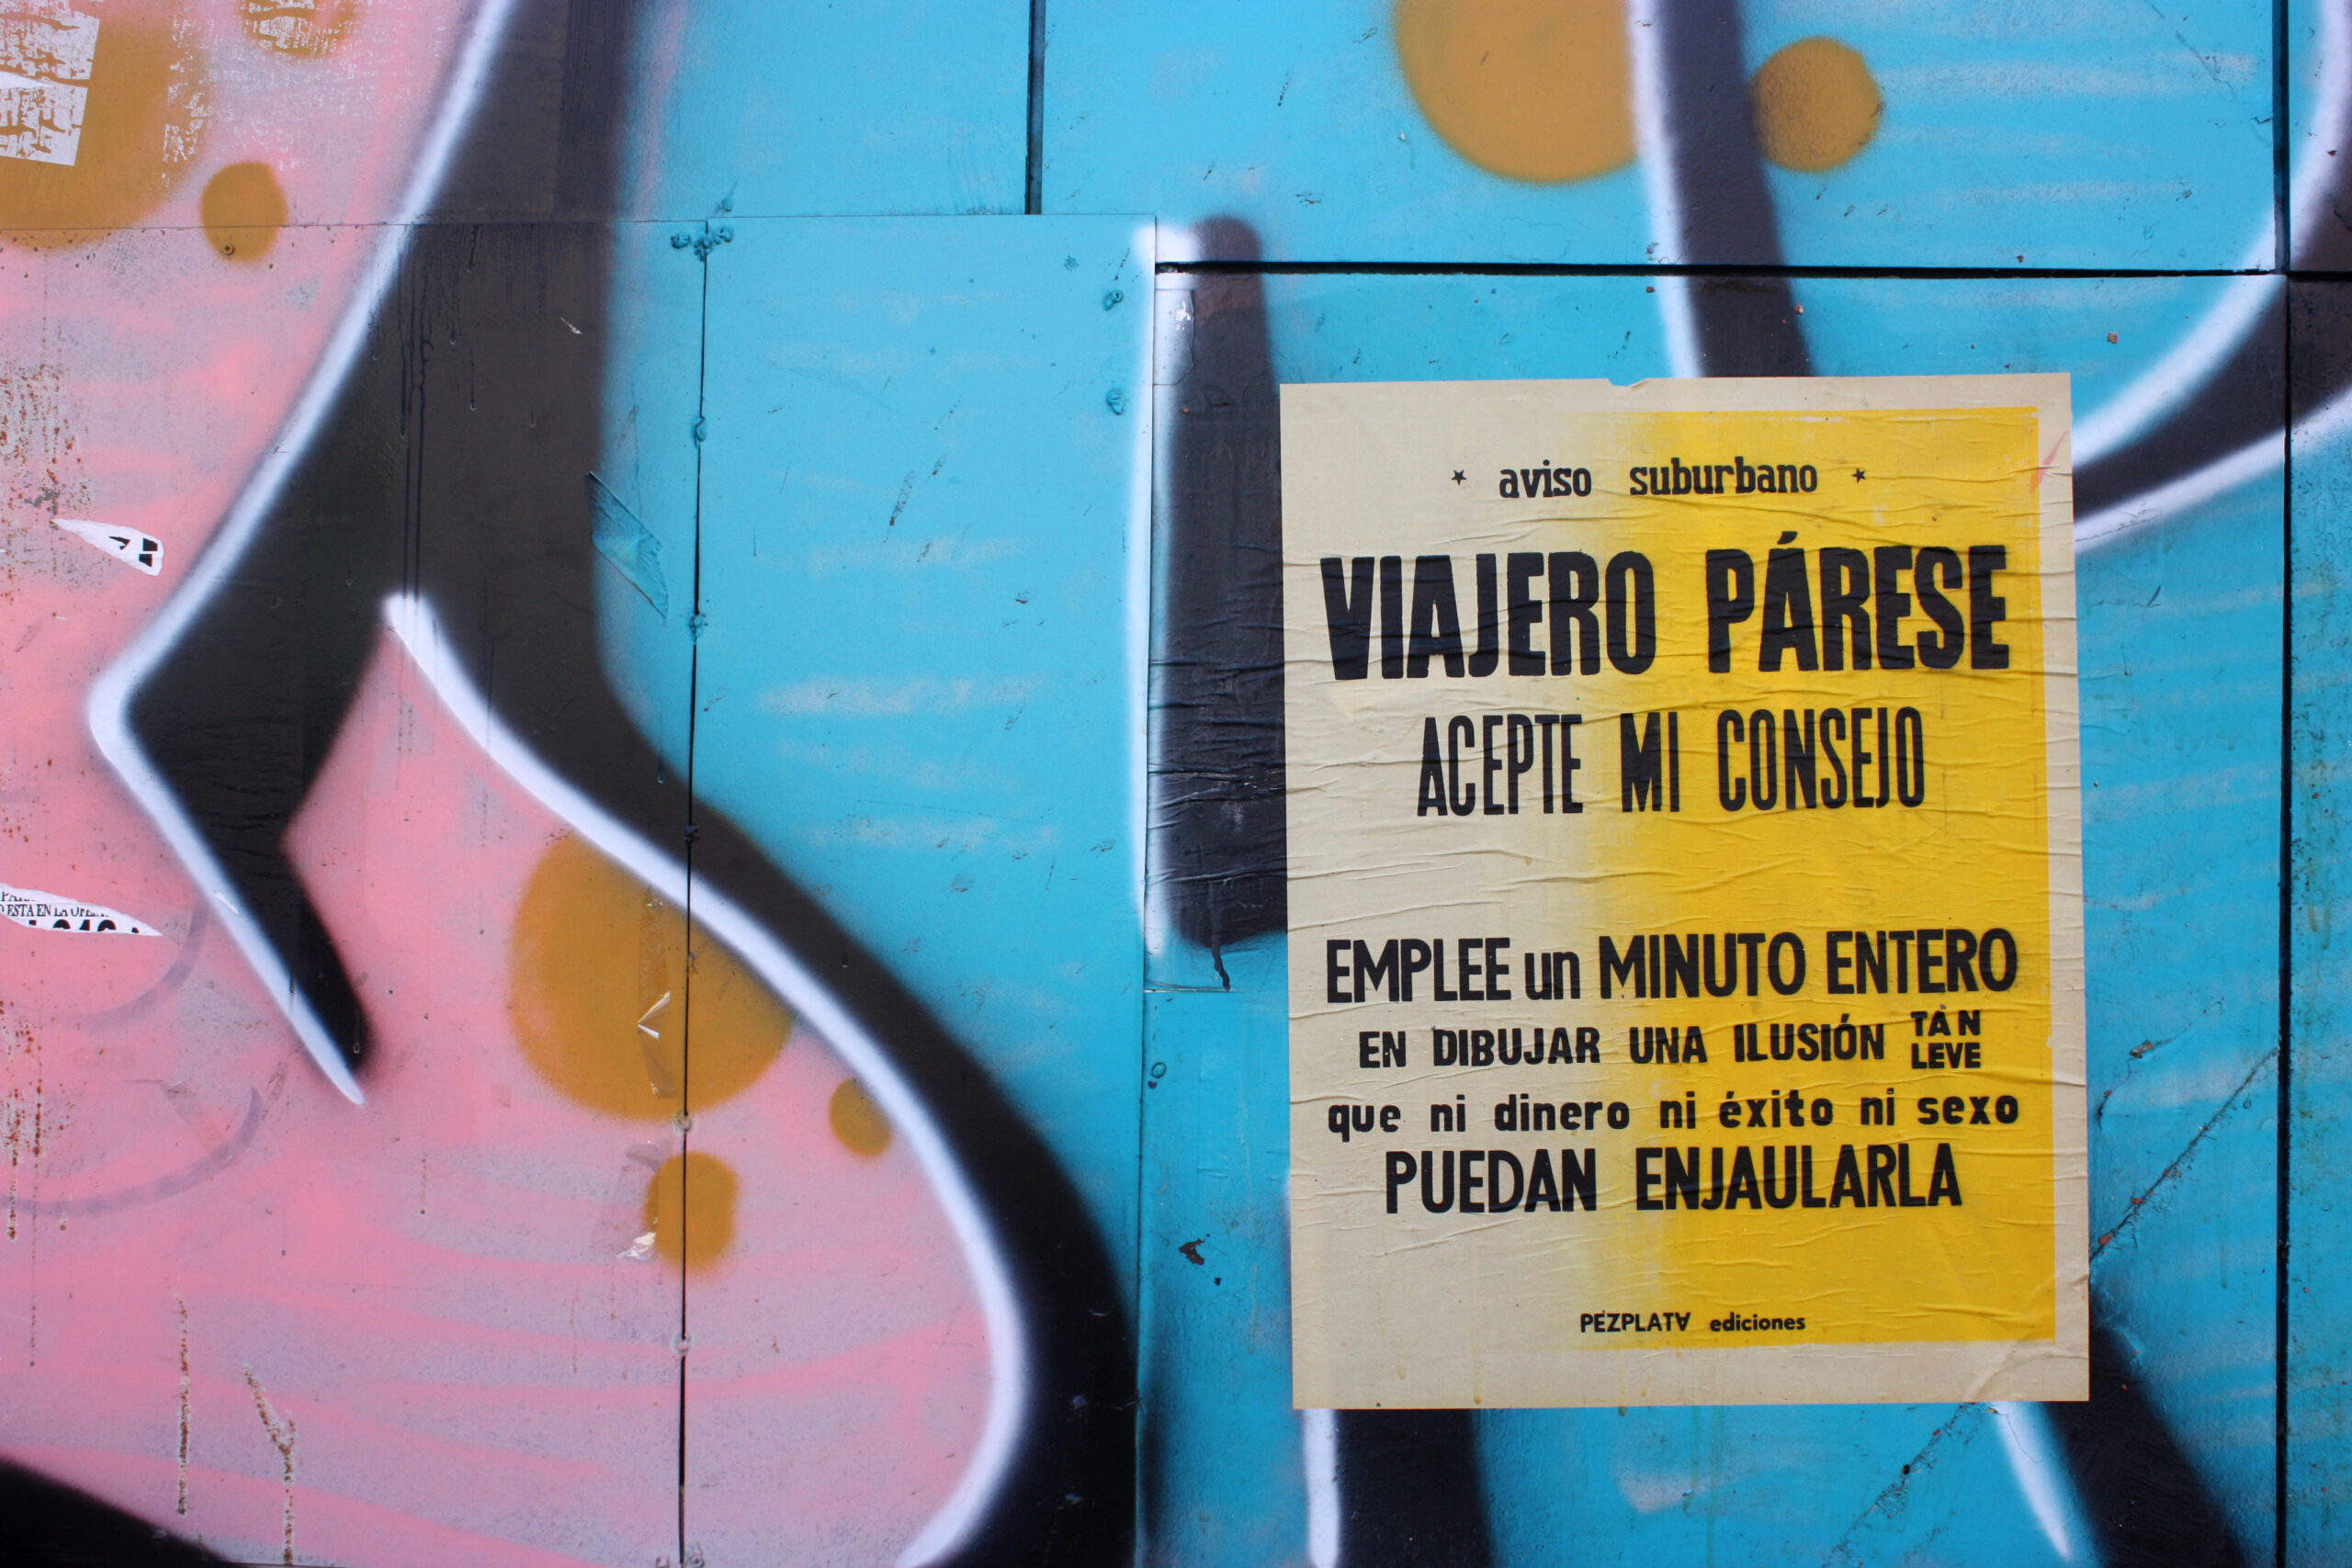 ★ aviso suburbano ★
VIAJERO PÁRESE
ACEPTE MI CONSEJO
EMPLEE un MINUTO ENTERO
EN DIBUJAR UNA ILUSIÓN TAN LEVE
que ni dinero ni éxito ni sexo
PUEDAN ENJAULARLA
PEZPLATA ediciones